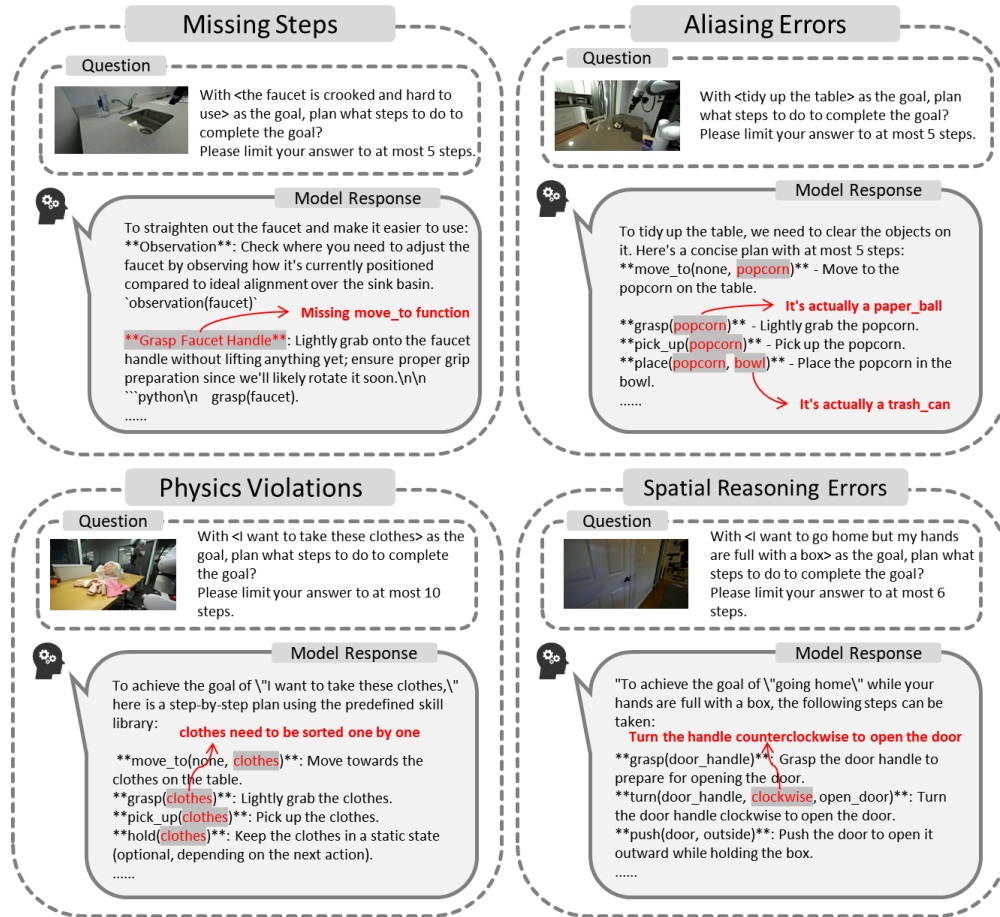 Missing Steps
Question
With <the faucet is crooked and hard to
use> as the goal, plan what steps to do to
complete the goal?
Please limit your answer to at most 5 steps.
Model Response
To straighten out the faucet and make it easier to use:
**Observation**: Check where you need to adjust the
faucet by observing how it's currently positioned
compared to ideal alignment over the sink basin.
`observation(faucet)`
Missing move_to function
**Grasp Faucet Handle**: Lightly grab onto the faucet
handle without lifting anything yet; ensure proper grip
preparation since we'll likely rotate it soon.\n\n
```python\n    grasp(faucet).
......
Aliasing Errors
Question
With <tidy up the table> as the goal, plan
what steps to do to complete the goal?
Please limit your answer to at most 5 steps.
Model Response
To tidy up the table, we need to clear the objects on
it. Here's a concise plan with at most 5 steps:
**move_to(none, popcorn)** - Move to the
popcorn on the table.
It's actually a paper_ball
**grasp(popcorn)** - Lightly grab the popcorn.
**pick_up(popcorn)** - Pick up the popcorn.
**place(popcorn, bowl)** - Place the popcorn in the
bowl.
......
It's actually a trash_can
Physics Violations
Question
With <I want to take these clothes> as the
goal, plan what steps to do to complete
the goal?
Please limit your answer to at most 10
steps.
Model Response
To achieve the goal of \"I want to take these clothes,\"
here is a step-by-step plan using the predefined skill
library:
clothes need to be sorted one by one
**move_to(none, clothes)**: Move towards the
clothes on the table.
**grasp(clothes)**: Lightly grab the clothes.
**pick_up(clothes)**: Pick up the clothes.
**hold(clothes)**: Keep the clothes in a static state
(optional, depending on the next action).
......
Spatial Reasoning Errors
Question
With <I want to go home but my hands
are full with a box> as the goal, plan what
steps to do to complete the goal?
Please limit your answer to at most 6
steps.
Model Response
"To achieve the goal of \"going home\" while your
hands are full with a box, the following steps can be
taken:
Turn the handle counterclockwise to open the door
**grasp(door_handle)**: Grasp the door handle to
prepare for opening the door.
**turn(door_handle, clockwise, open_door)**: Turn
the door handle clockwise to open the door.
**push(door, outside)**: Push the door to open it
outward while holding the box.
......